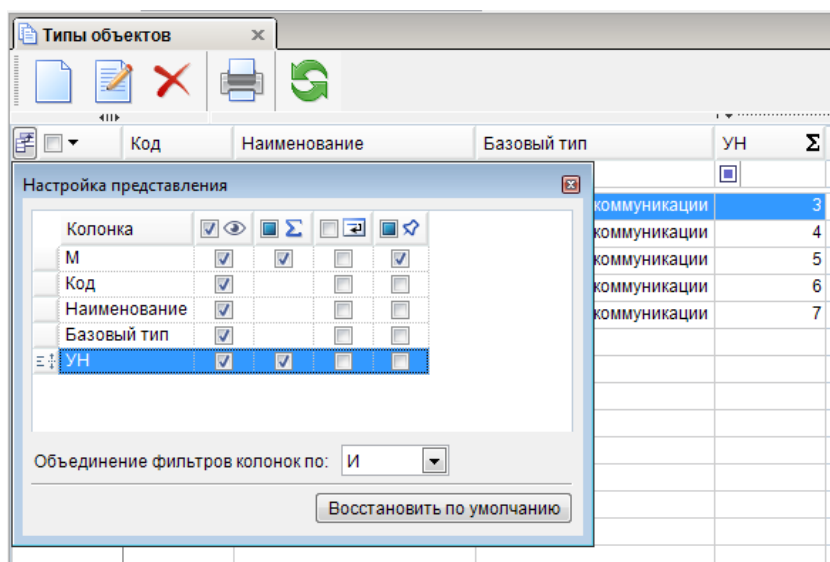 Типы объектов
Код Наименование Базовый тип УН Σ
Настройка представления
коммуникации 3
Колонка Σ
коммуникации 4
М
коммуникации 5
Код
коммуникации 6
Наименование
коммуникации 7
Базовый тип
УН
Объединение фильтров колонок по: И
Восстановить по умолчанию